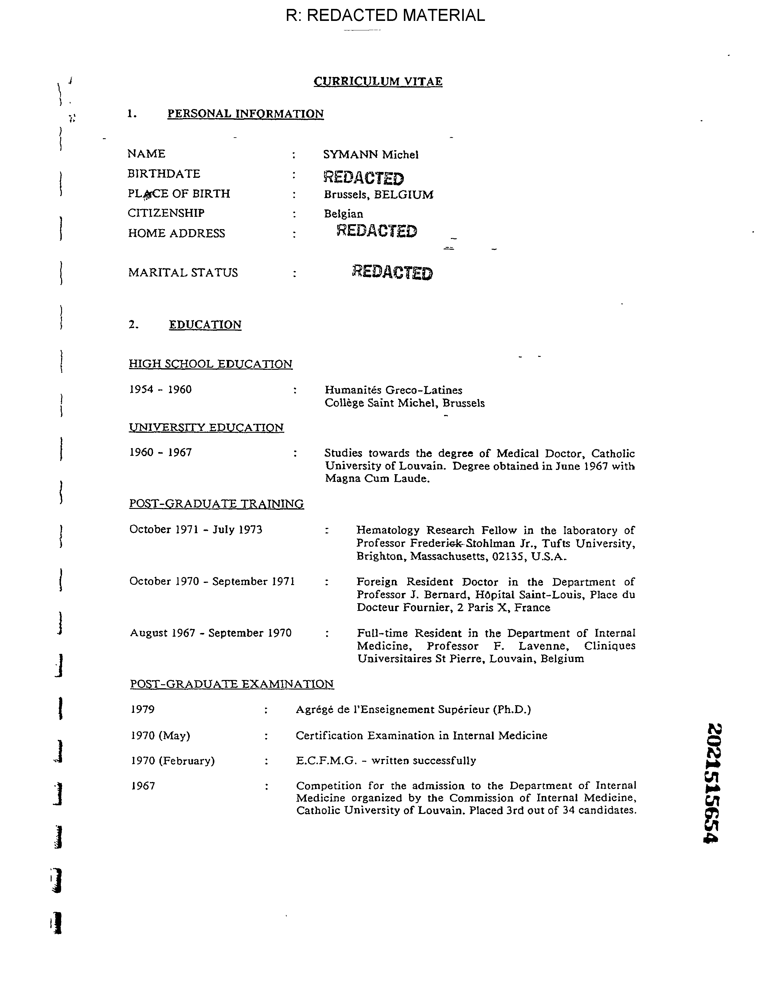 R: REDACTED MATERIAL
CURRICULUM VITAE
1. PERSONAL INFORMATION
NAME : SYMANN Michel
BIRTHDATE : REDACTED
PLACE OF BIRTH : Brussels, BELGIUM
CITIZENSHIP : Belgian
HOME ADDRESS : REDACTED
MARITAL STATUS : REDACTED
2. EDUCATION
HIGH SCHOOL EDUCATION
1954 - 1960 : Humanités Greco-Latines
Collège Saint Michel, Brussels
UNIVERSITY EDUCATION
1960 - 1967 : Studies towards the degree of Medical Doctor, Catholic
University of Louvain. Degree obtained in June 1967 with
Magna Cum Laude.
POST-GRADUATE TRAINING
October 1971 - July 1973 : Hematology Research Fellow in the laboratory of
Professor Frederick Stohlman Jr., Tufts University,
Brighton, Massachusetts, 02135, U.S.A.
October 1970 - September 1971 : Foreign Resident Doctor in the Department of
Professor J. Bernard, Hôpital Saint-Louis, Place du
Docteur Fournier, 2 Paris X, France
August 1967 - September 1970 : Full-time Resident in the Department of Internal
Medicine, Professor F. Lavenne, Cliniques
Universitaires St Pierre, Louvain, Belgium
POST-GRADUATE EXAMINATION
1979 : Agrégé de l'Enseignement Supérieur (Ph.D.)
1970 (May) : Certification Examination in Internal Medicine
1970 (February) : E.C.F.M.G. - written successfully
1967 : Competition for the admission to the Department of Internal
Medicine organized by the Commission of Internal Medicine,
Catholic University of Louvain. Placed 3rd out of 34 candidates.
2021515654